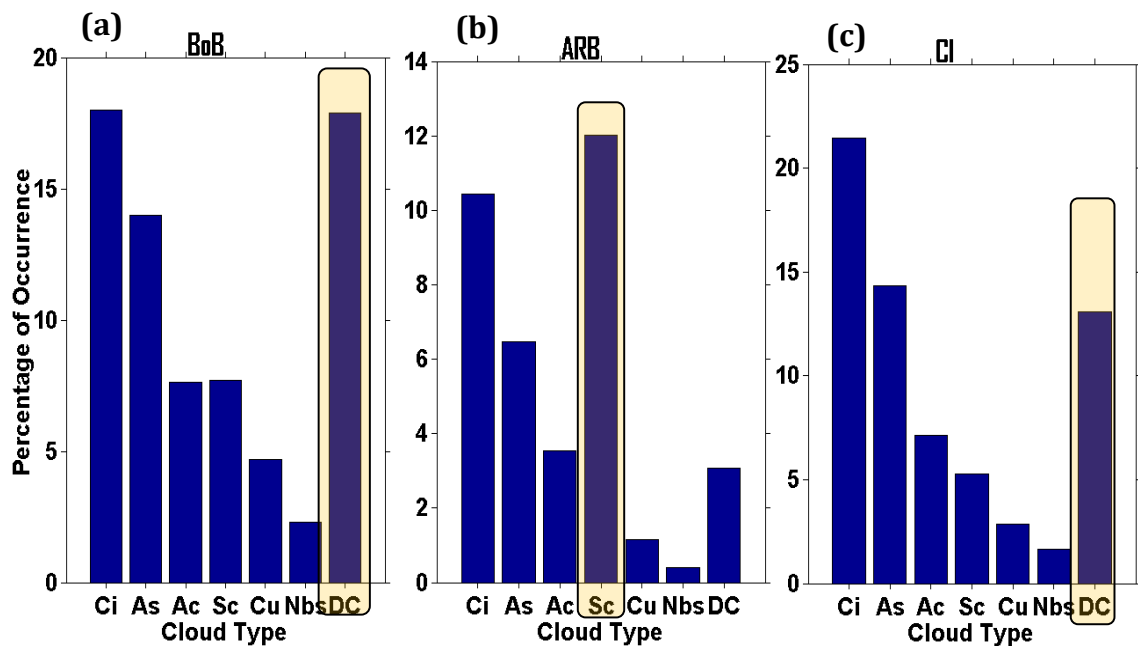 (a)
BoB
Percentage of Occurrence
20
15
10
5
0
Ci As Ac Sc Cu Nbs DC
Cloud Type
(b)
ARB
14
12
10
8
6
4
2
0
Ci As Ac Sc Cu Nbs DC
Cloud Type
(c)
CI
25
20
15
10
5
0
Ci As Ac Sc Cu Nbs DC
Cloud Type